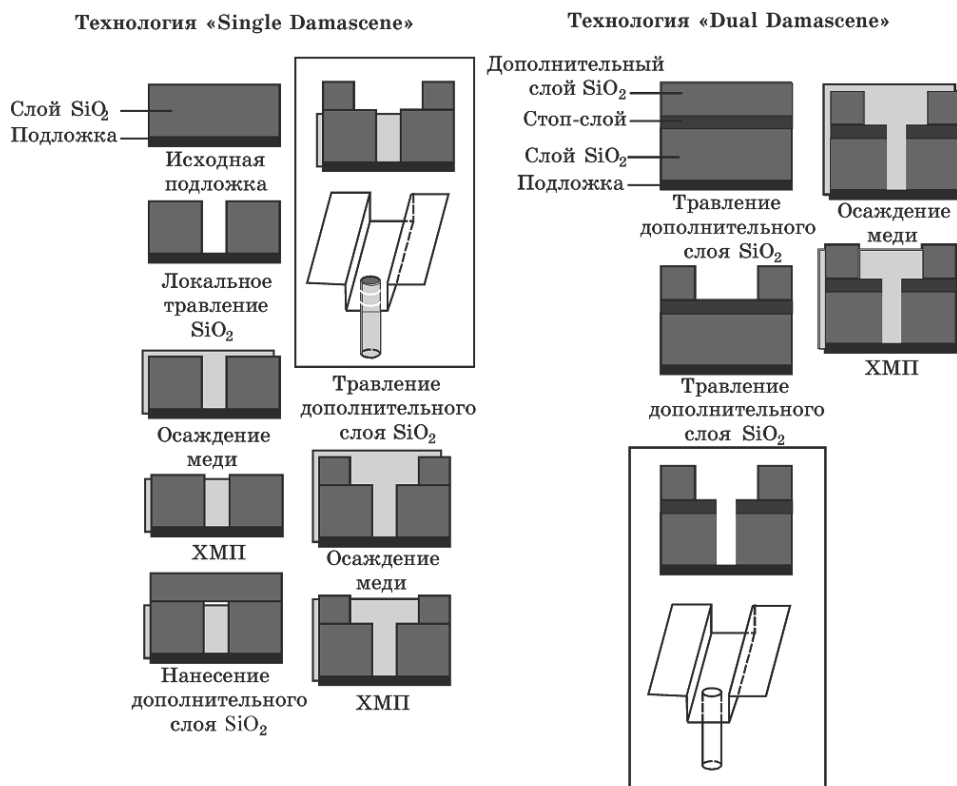 Технология «Single Damascene»
Слой SiO2
Подложка
Исходная
подложка
Локальное
травление
SiO2
Осаждение
меди
ХМП
Нанесение
дополнительного
слоя SiO2
Травление
дополнительного
слоя SiO2
Осаждение
меди
ХМП
Технология «Dual Damascene»
Дополнительный
слой SiO2
Стоп-слой
Слой SiO2
Подложка
Травление
дополнительного
слоя SiO2
Травление
дополнительного
слоя SiO2
Осаждение
меди
ХМП